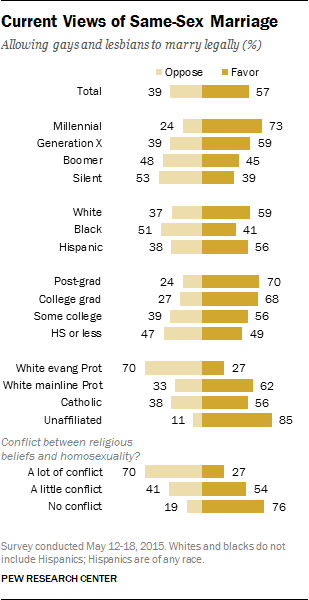 Current Views of Same-Sex Marriage
Allowing gays and lesbians to marry legally (%)
Oppose Favor
Total 39 57
Millennial 24 73
Generation X 39 59
Boomer 48 45
Silent 53 39
White 37 59
Black 51 41
Hispanic 38 56
Post-grad 24 70
College grad 27 68
Some college 39 56
HS or less 47 49
White evang Prot 70 27
White mainline Prot 33 62
Catholic 38 56
Unaffiliated 11 85
Conflict between religious
beliefs and homosexuality?
A lot of conflict 70 27
A little conflict 41 54
No conflict 19 76
Survey conducted May 12-18, 2015. Whites and blacks do not
include Hispanics; Hispanics are of any race.
PEW RESEARCH CENTER